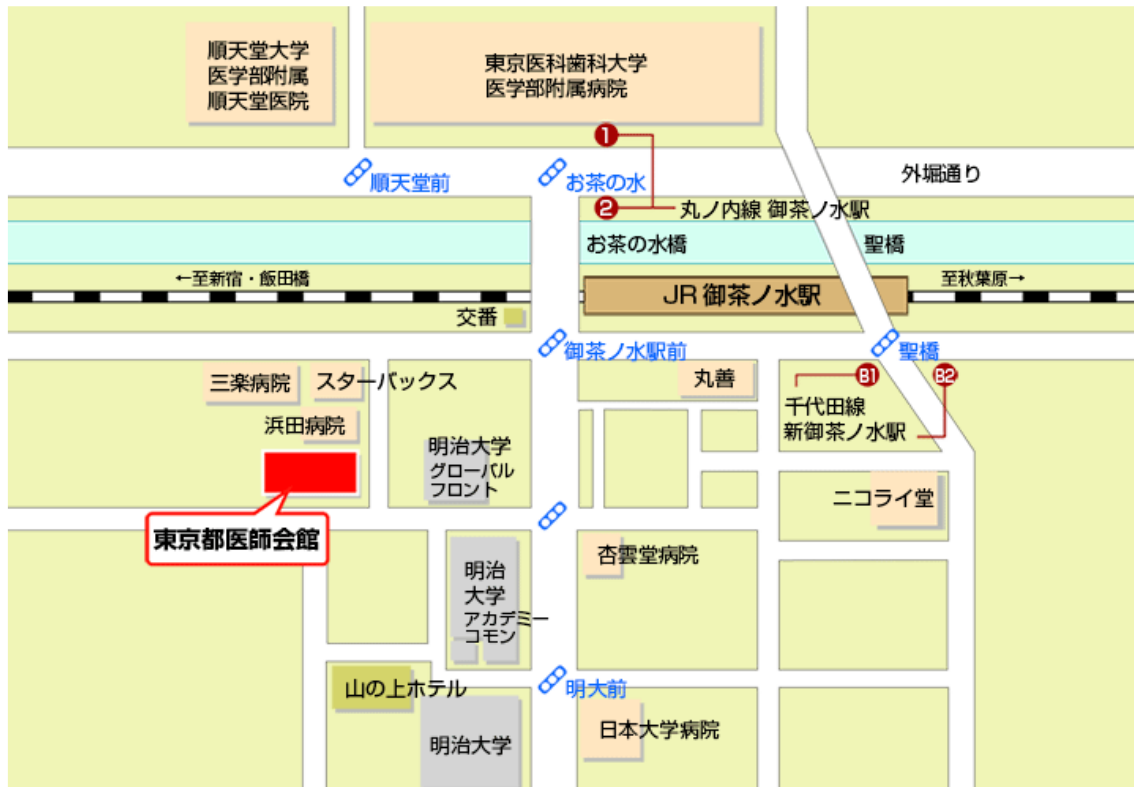 順天堂大学
医学部附属
順天堂医院
東京医科歯科大学
医学部附属病院
1
順天堂前
お茶の水
外堀通り
2
丸ノ内線 御茶ノ水駅
お茶の水橋
聖橋
←至新宿・飯田橋
JR 御茶ノ水駅
至秋葉原→
交番
御茶ノ水駅前
聖橋
三楽病院
スターバックス
丸善
B1
B2
浜田病院
千代田線
新御茶ノ水駅
明治大学
グローバル
フロント
ニコライ堂
東京都医師会館
杏雲堂病院
明治
大学
アカデミー
コモン
山の上ホテル
明大前
明治大学
日本大学病院